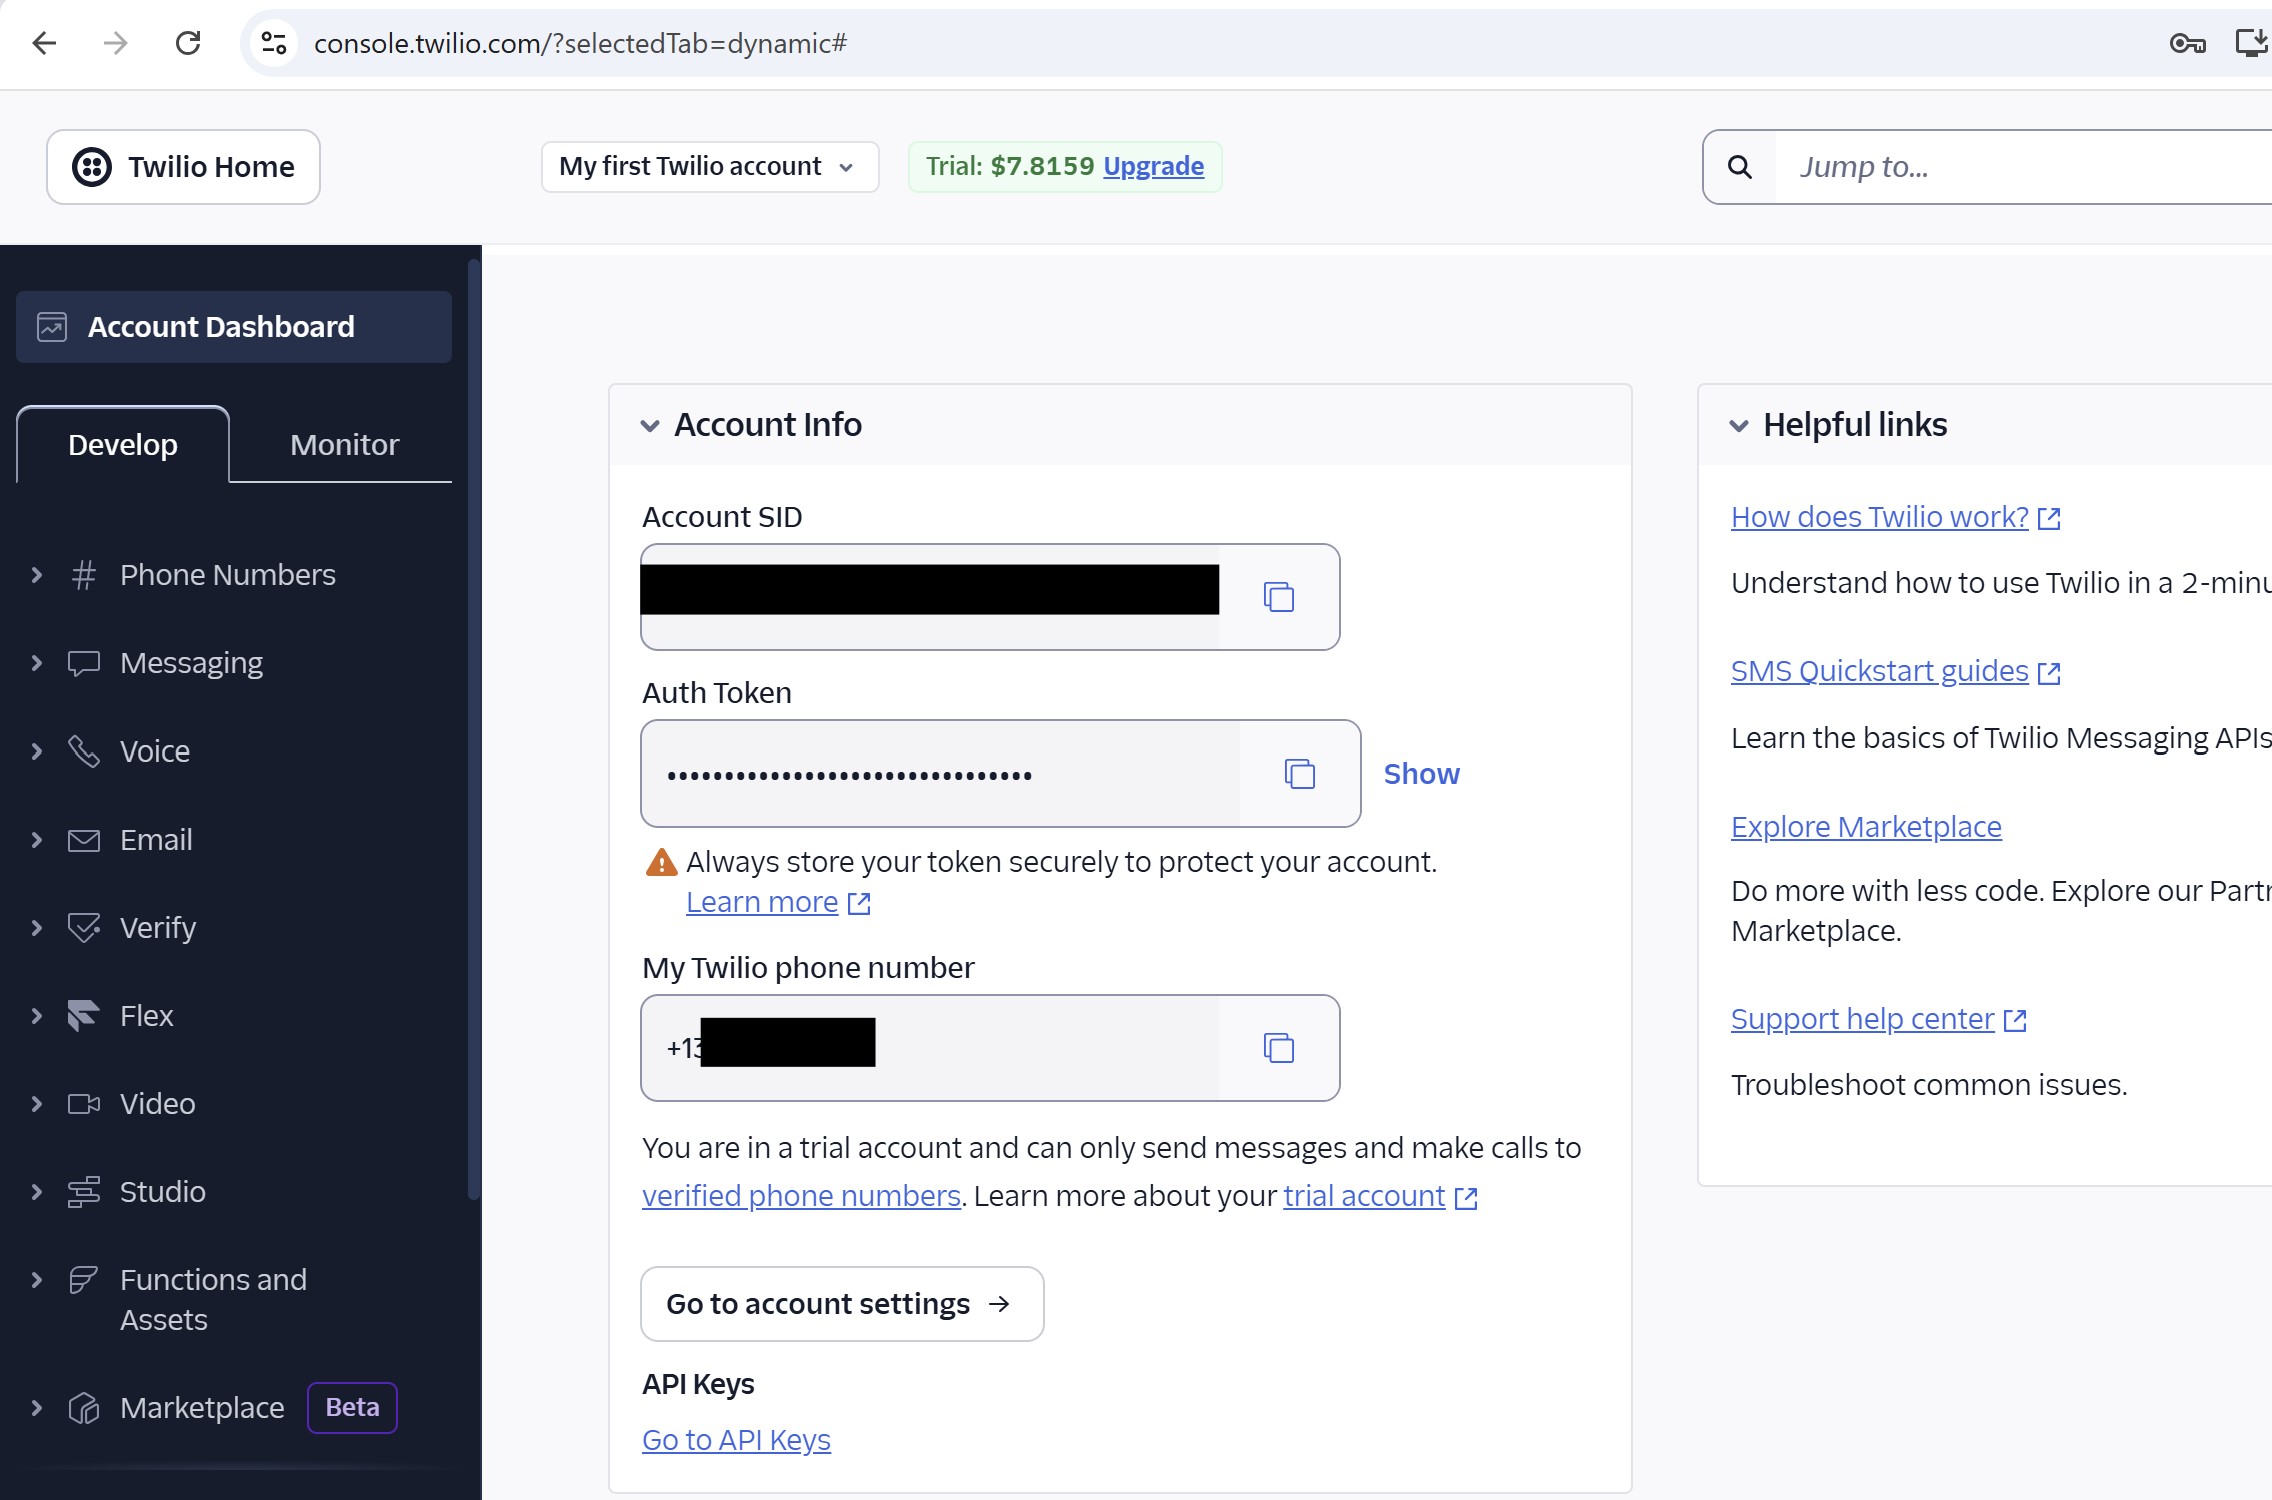 console.twilio.com/?selectedTab=dynamic#
Twilio Home
My first Twilio account
Trial: $7.8159 Upgrade
Jump to...
Account Dashboard
Develop
Monitor
Phone Numbers
Messaging
Voice
Email
Verify
Flex
Video
Studio
Functions and
Assets
Marketplace
Beta
Account Info
Account SID
Auth Token
••••••••••••••••••••••••••••••••
Show
Always store your token securely to protect your account.
Learn more
My Twilio phone number
+13
You are in a trial account and can only send messages and make calls to
verified phone numbers. Learn more about your trial account
Go to account settings →
API Keys
Go to API Keys
Helpful links
How does Twilio work?
Understand how to use Twilio in a 2-minu
SMS Quickstart guides
Learn the basics of Twilio Messaging APIs
Explore Marketplace
Do more with less code. Explore our Partn
Marketplace.
Support help center
Troubleshoot common issues.